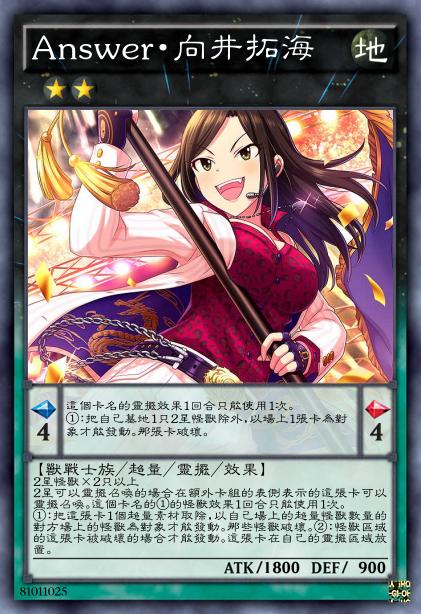 Answer・向井拓海
地
這個卡名的靈擺效果1回合只能使用1次。
①:把自己墓地1只2星怪獸除外,以場上1張卡為對
象才能發動。那張卡破壞。
4
4
【獸戰士族/超量/靈擺/效果】
2星怪獸×2只以上
2星可以靈擺召喚的場合在額外卡組的表側表示的這張卡可以
靈擺召喚。這個卡名的①的怪獸效果1回合只能使用1次。
①:把這張卡1個超量素材取除,以自己場上的超量怪獸數量的
對方場上的怪獸為對象才能發動。那些怪獸破壞。②:怪獸區域
的這張卡被破壞的場合才能發動。這張卡在自己的靈擺區域放
置。
ATK/1800 DEF/ 900
81011025